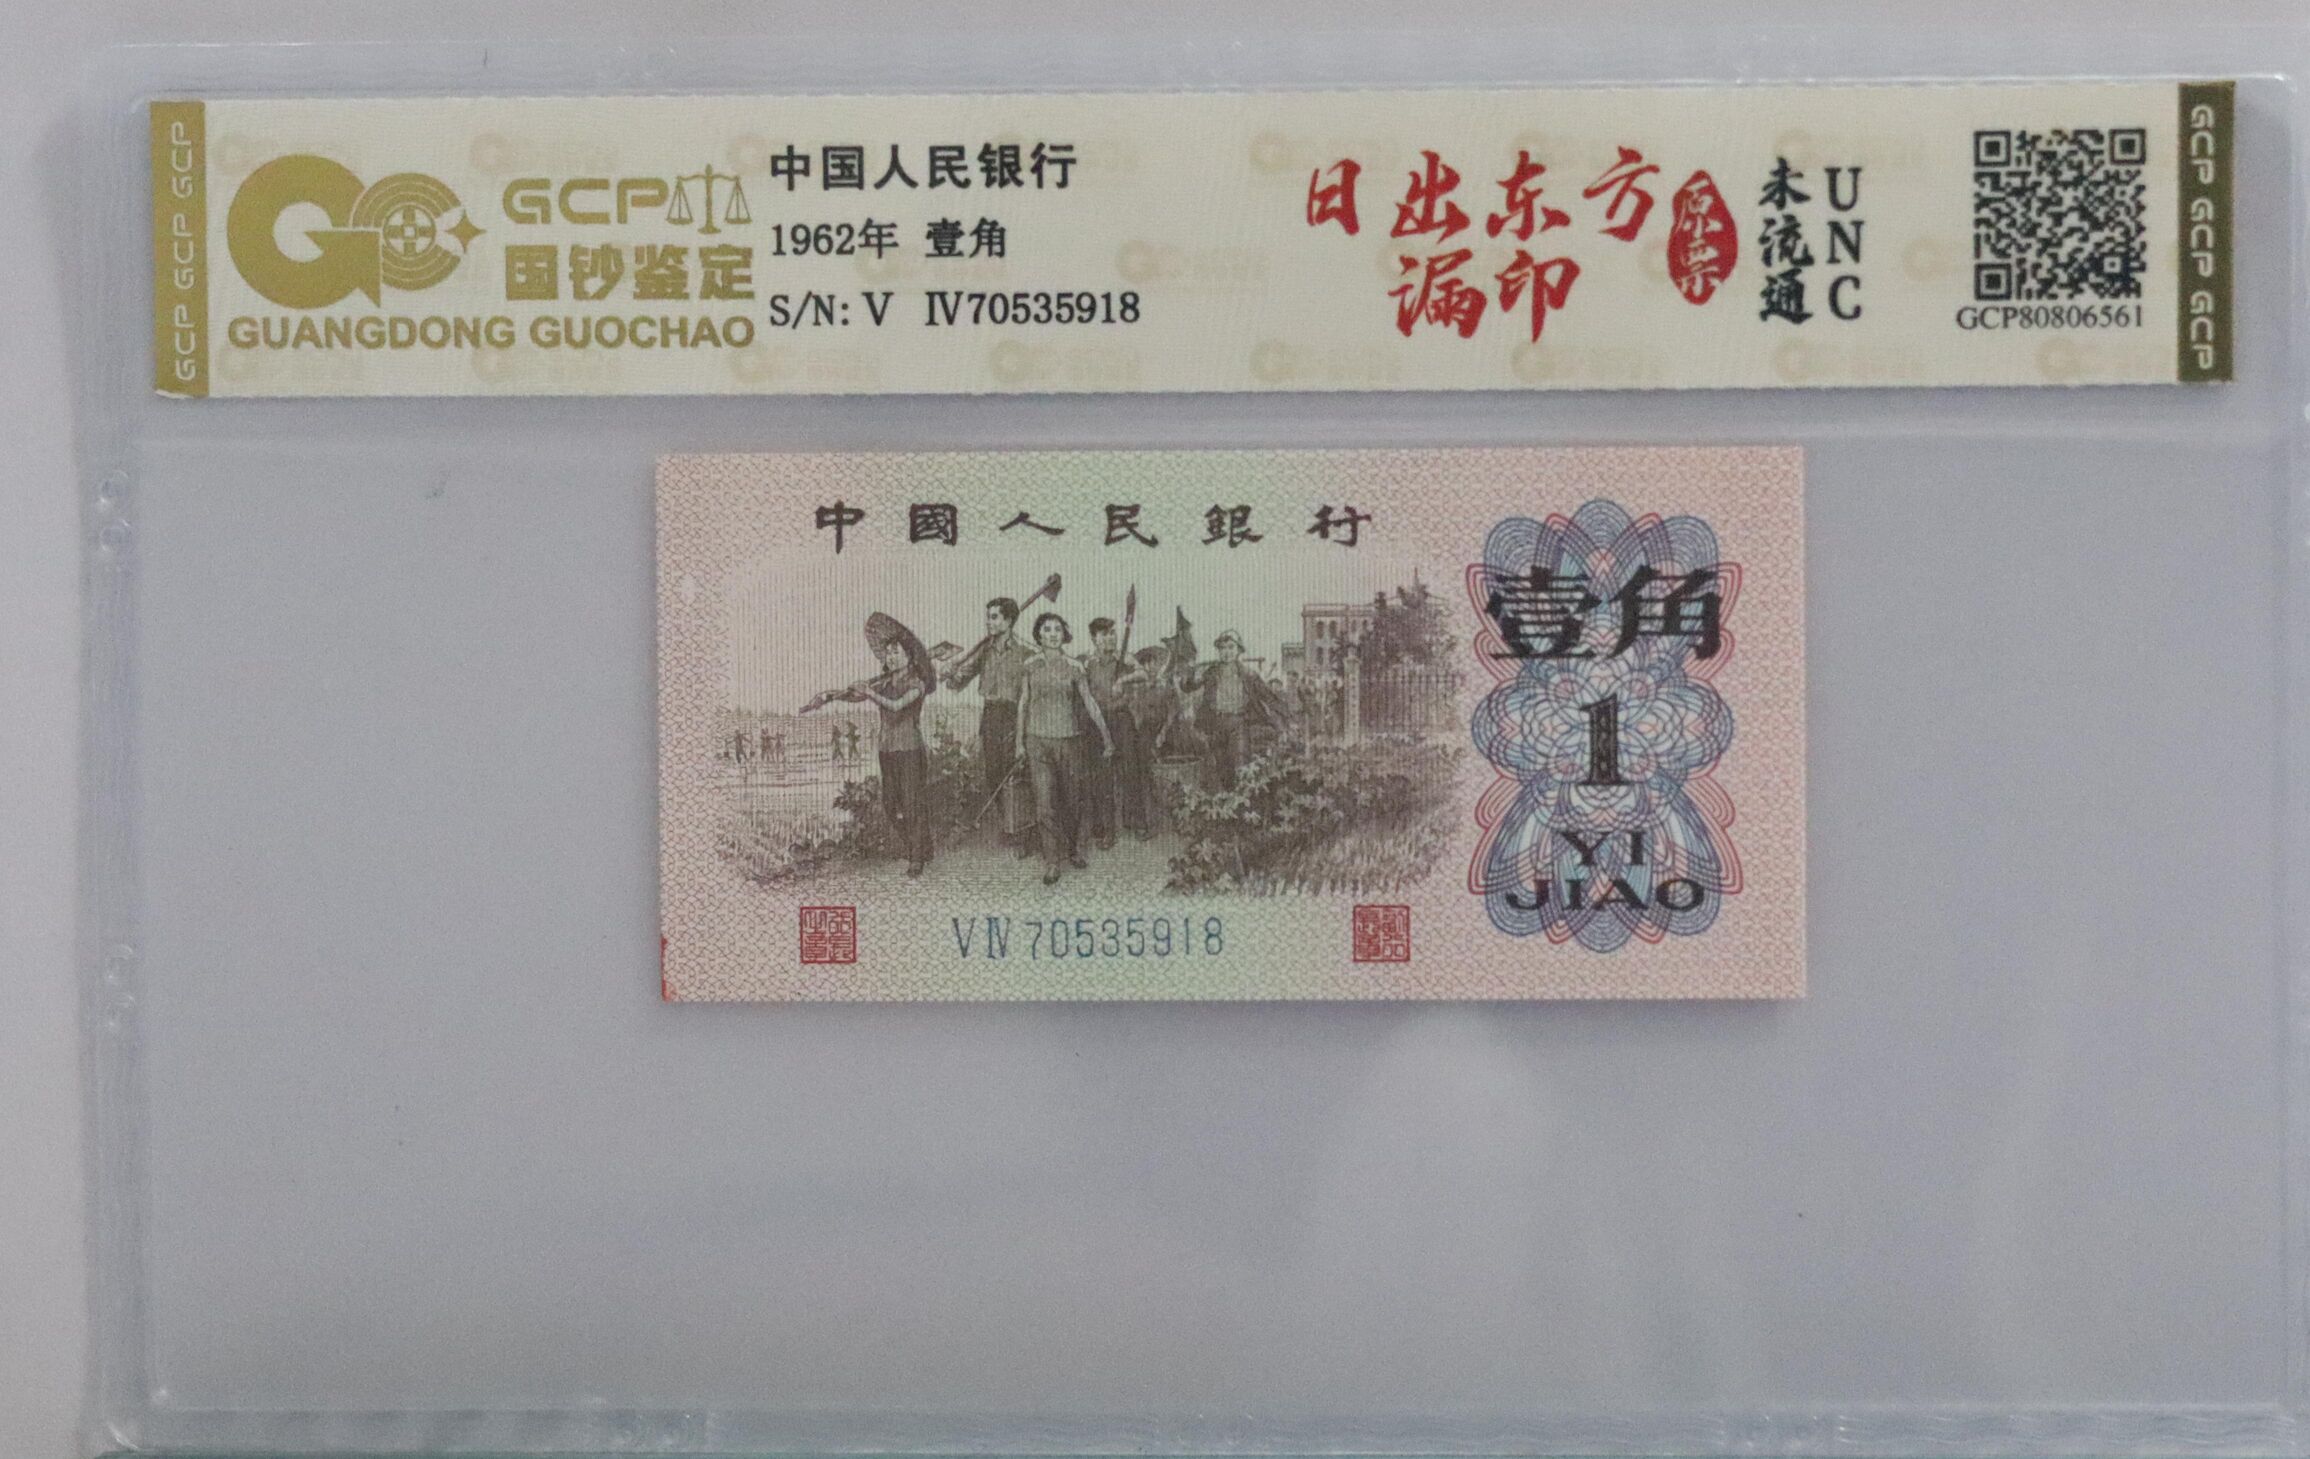 GCP GCP GCP
GCP
国钞鉴定
GUANGDONG GUOCHAO
中国人民银行
1962年 壹角
S/N: V Ⅳ70535918
日出东方
漏印
原票
未流通
UNC
GCP80806561
GCP GCP GCP
中國人民銀行
壹角
1
YI
JIAO
V Ⅳ 70535918